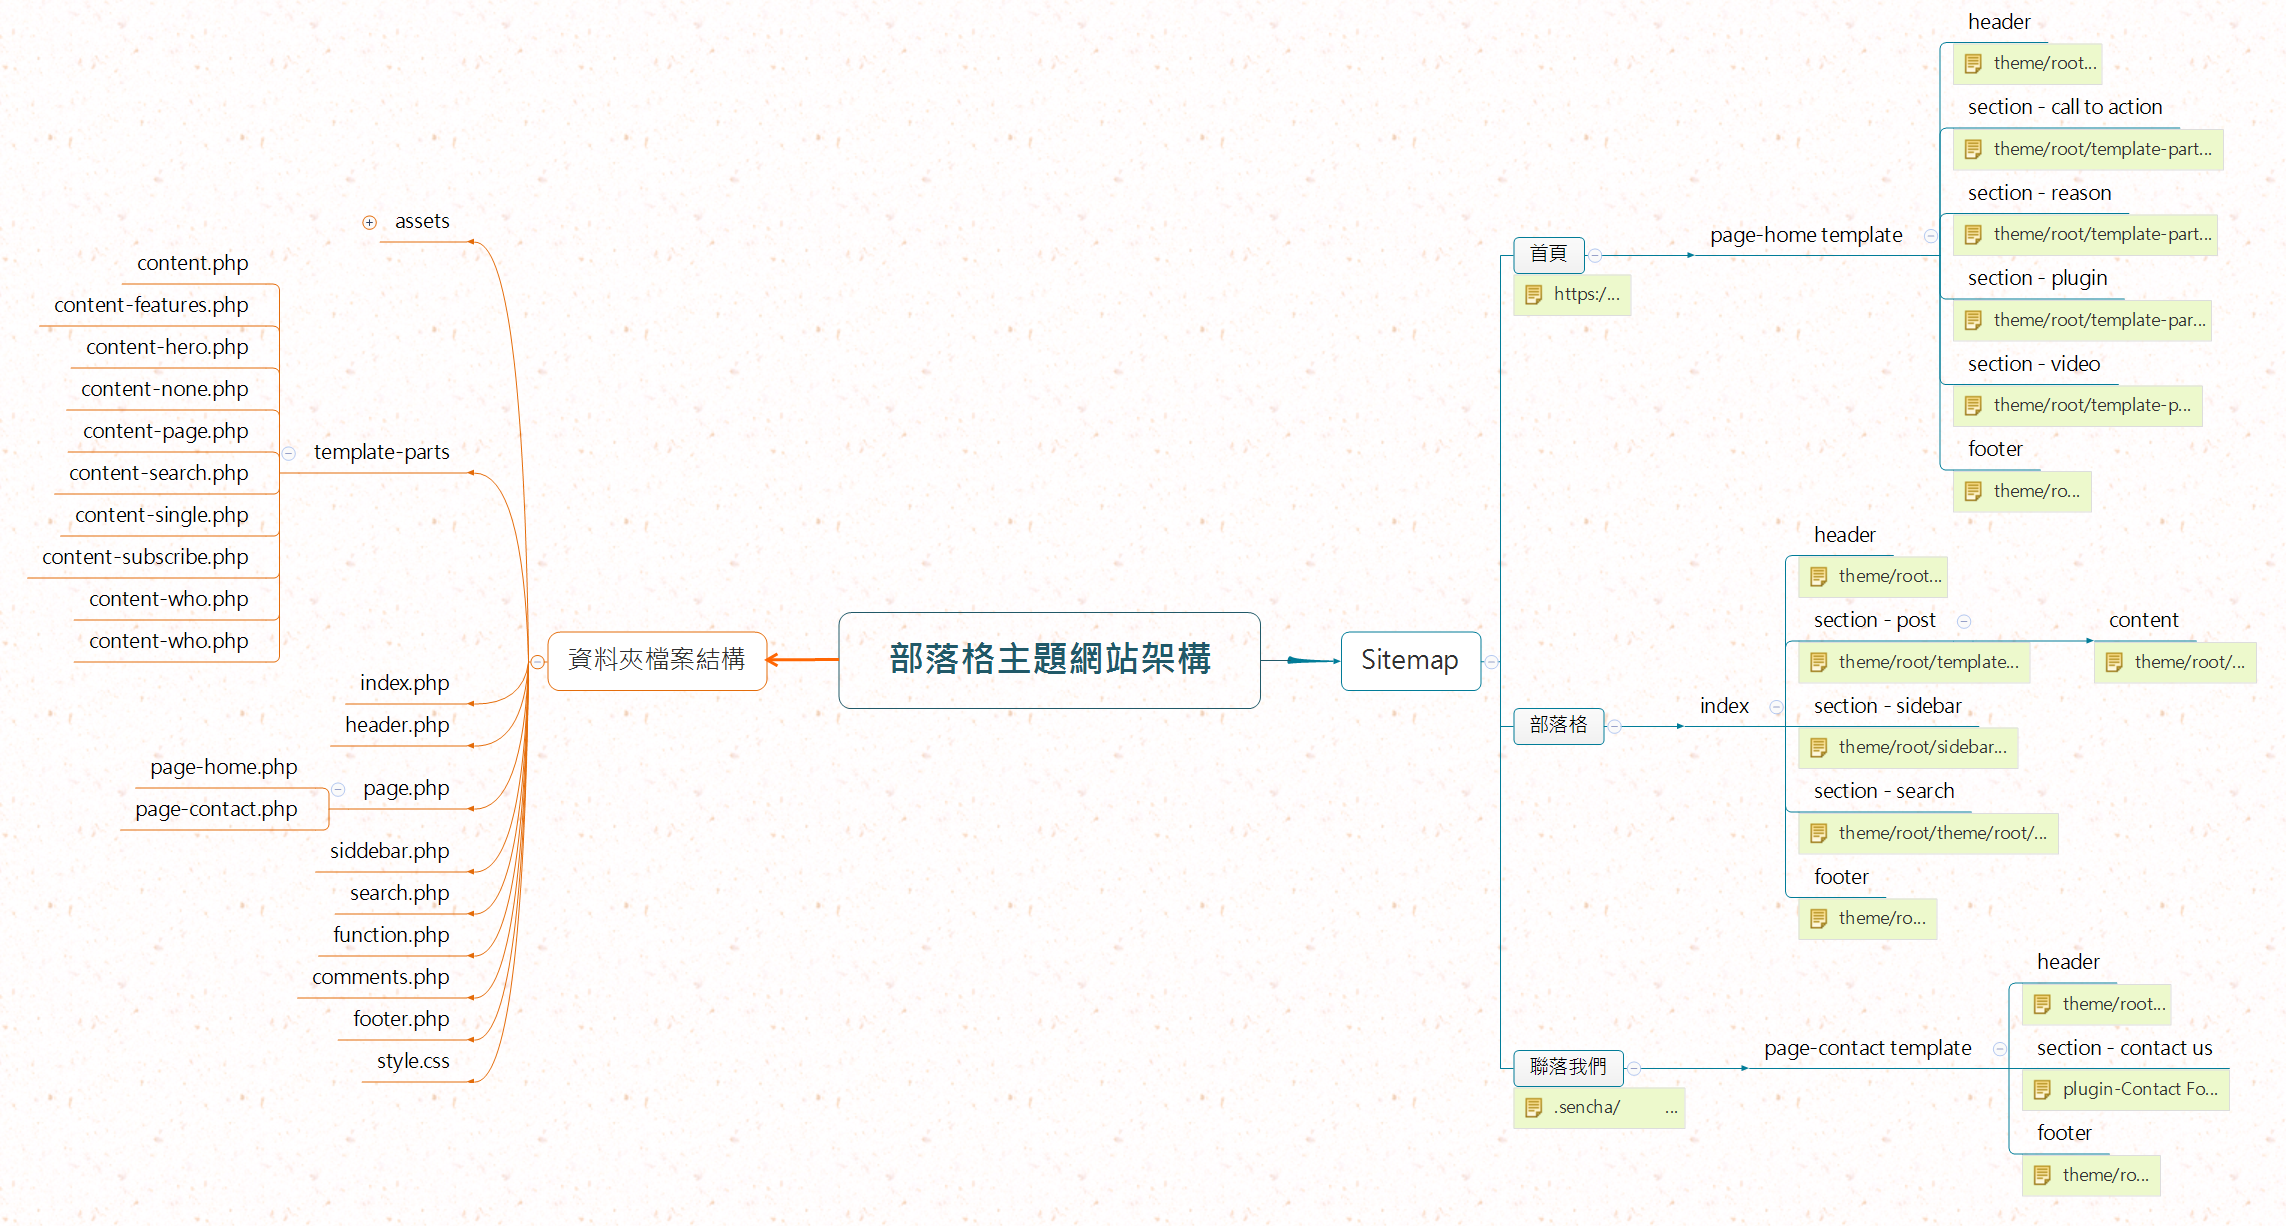 部落格主題網站架構
資料夾檔案結構
assets
template-parts
content.php
content-features.php
content-hero.php
content-none.php
content-page.php
content-search.php
content-single.php
content-subscribe.php
content-who.php
content-who.php
index.php
header.php
page.php
page-home.php
page-contact.php
siddebar.php
search.php
function.php
comments.php
footer.php
style.css
Sitemap
首頁
https:/...
page-home template
header
theme/root...
section - call to action
theme/root/template-part...
section - reason
theme/root/template-part...
section - plugin
theme/root/template-par...
section - video
theme/root/template-p...
footer
theme/ro...
部落格
index
header
theme/root...
section - post
theme/root/template...
content
theme/root/...
section - sidebar
theme/root/sidebar...
section - search
theme/root/theme/root/...
footer
theme/ro...
聯落我們
.sencha/ ...
page-contact template
header
theme/root...
section - contact us
plugin-Contact Fo...
footer
theme/ro...